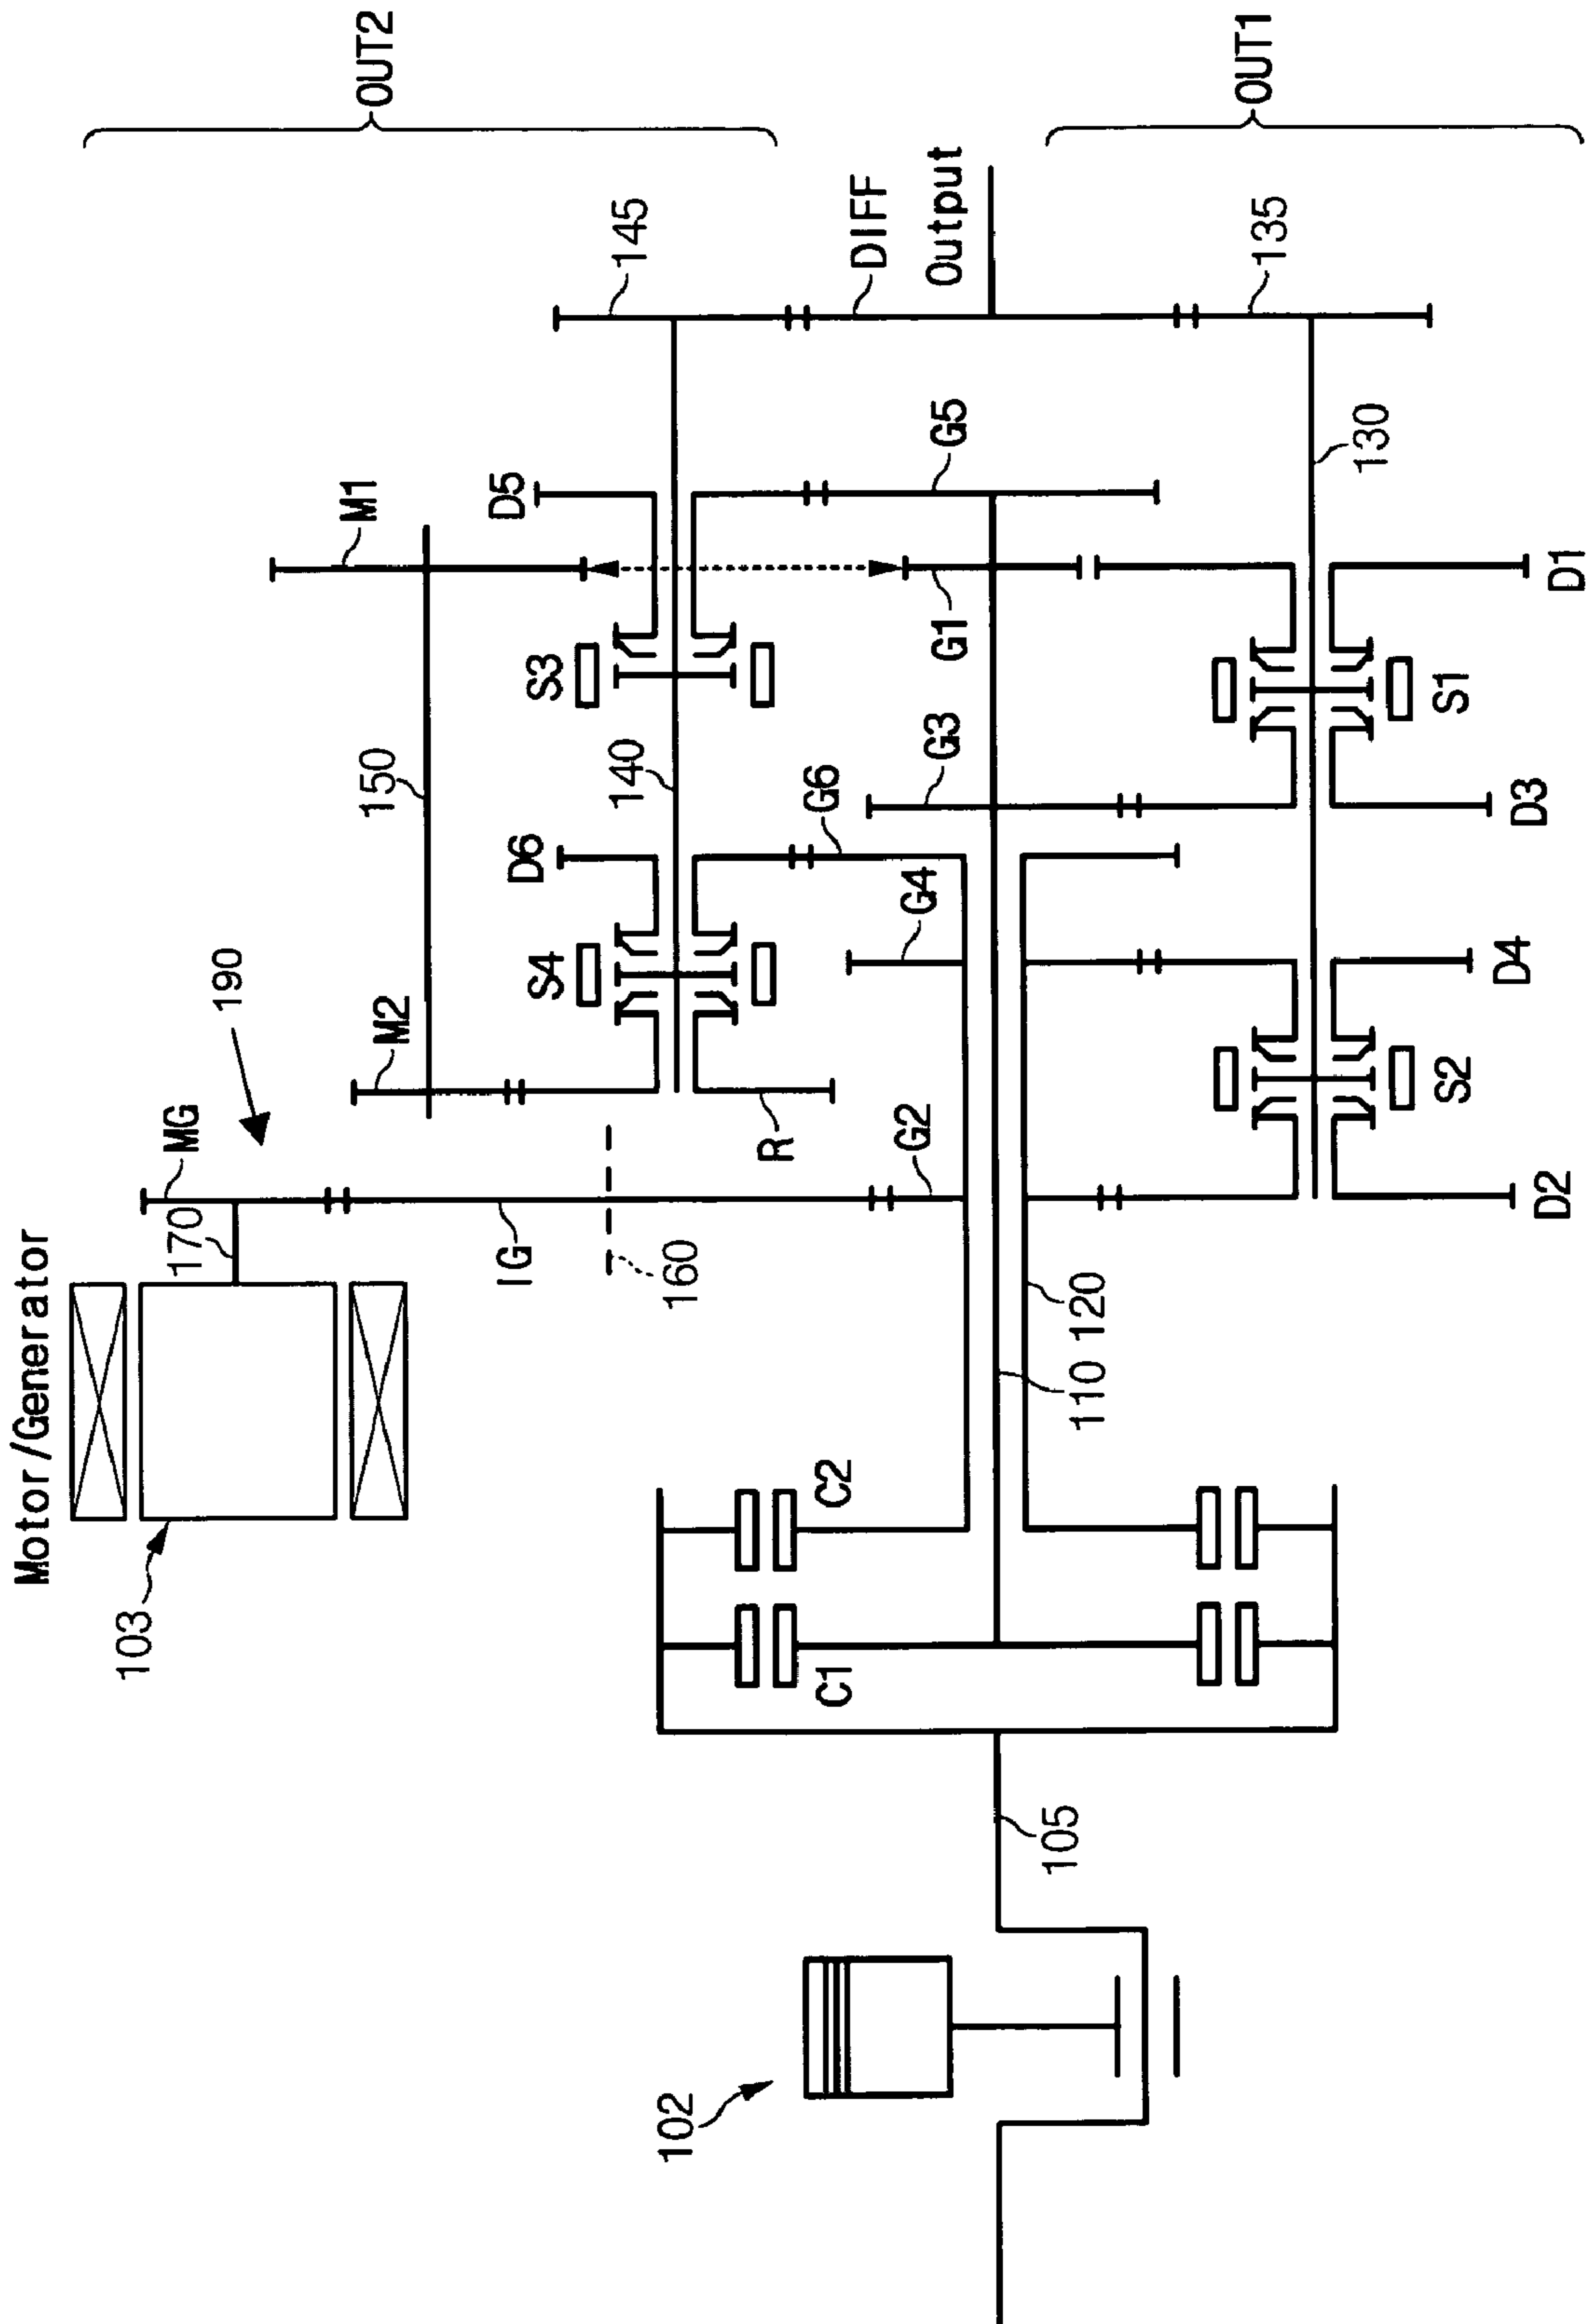 OUT2
OUT1
145
DIFF
Output
135
M1
D5
G5
130
G1
D1
S3
S1
150
140
G3
G6
D3
D6
G4
S4
D4
190
M2
S2
MG
R
G2
D2
170
IG
160
Motor/Generator
120
110
103
C2
C1
105
102